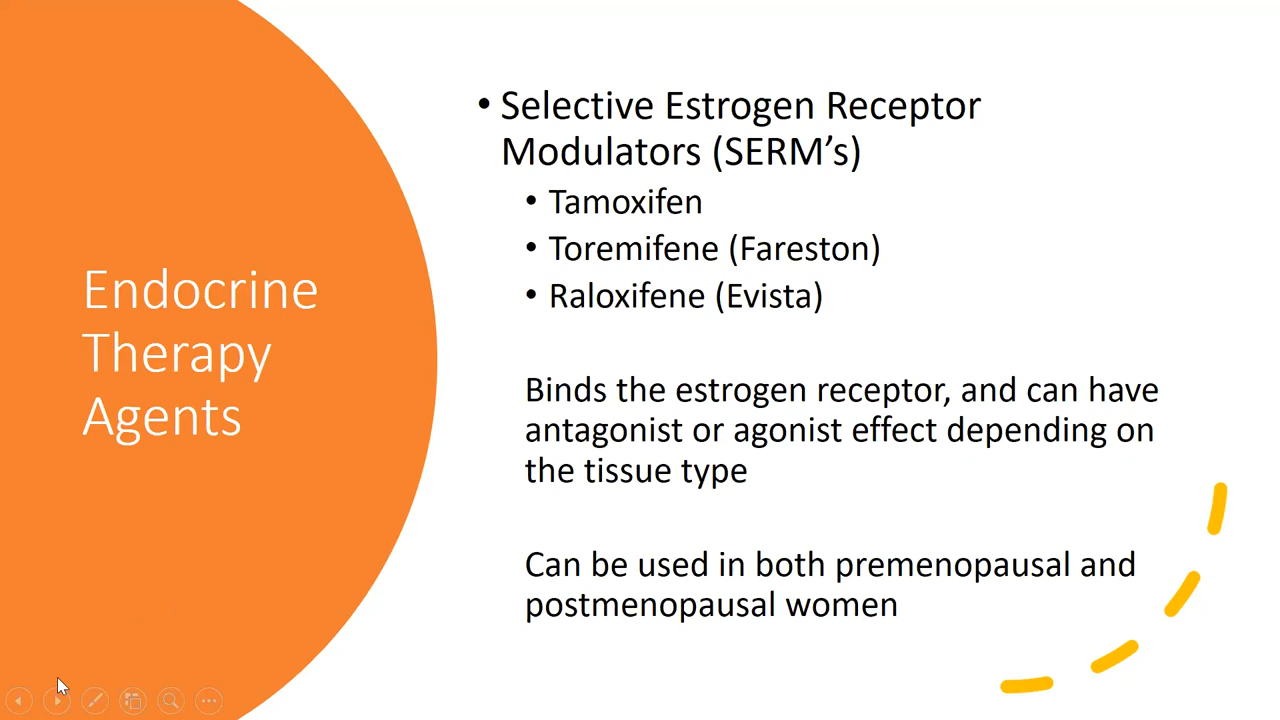 Endocrine
Therapy
Agents
• Selective Estrogen Receptor
Modulators (SERM’s)
• Tamoxifen
• Toremifene (Fareston)
• Raloxifene (Evista)
Binds the estrogen receptor, and can have
antagonist or agonist effect depending on
the tissue type
Can be used in both premenopausal and
postmenopausal women